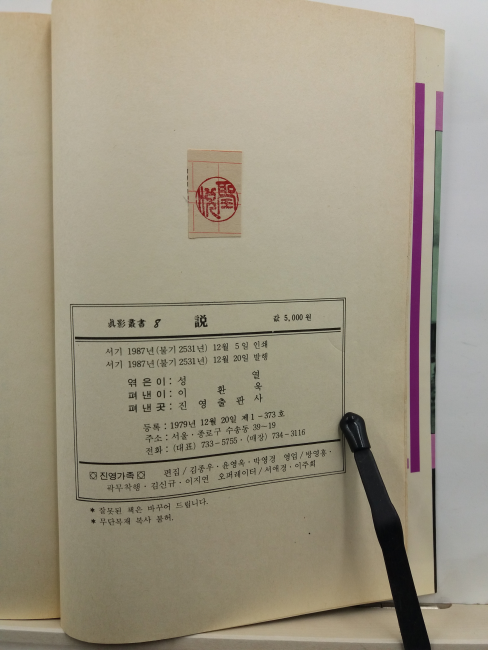 聖悅
眞影叢書 8 說 값 5,000원
서기 1987년(불기 2531년) 12월 5일 인쇄
서기 1987년(불기 2531년) 12월 20일 발행
엮은이 : 성 열
펴낸이 : 이 환 옥
펴낸곳 : 진 영 출 판 사
등록 : 1979년 12월 20일 제1-373호
주소 : 서울·종로구 수송동 39-19
전화 : (대표) 733-5755·(매장) 734-3116
진영가족 편집/김종우·윤영옥·박영경 영업/방영흥·
곽무착행·김신규·이지연 오퍼레이터/서애경·이주희
* 잘못된 책은 바꾸어 드립니다.
* 무단복재 복사 불허.